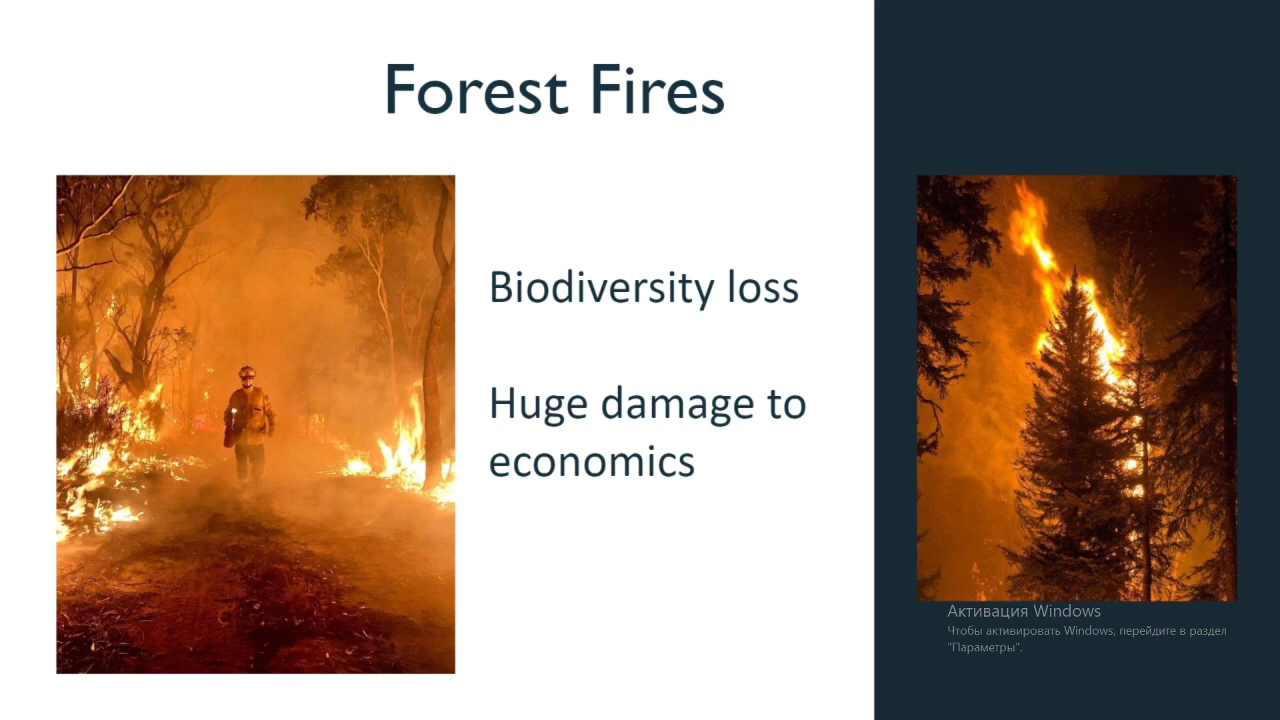 Forest Fires
Biodiversity loss
Huge damage to
economics
Активация Windows
Чтобы активировать Windows, перейдите в раздел
"Параметры".